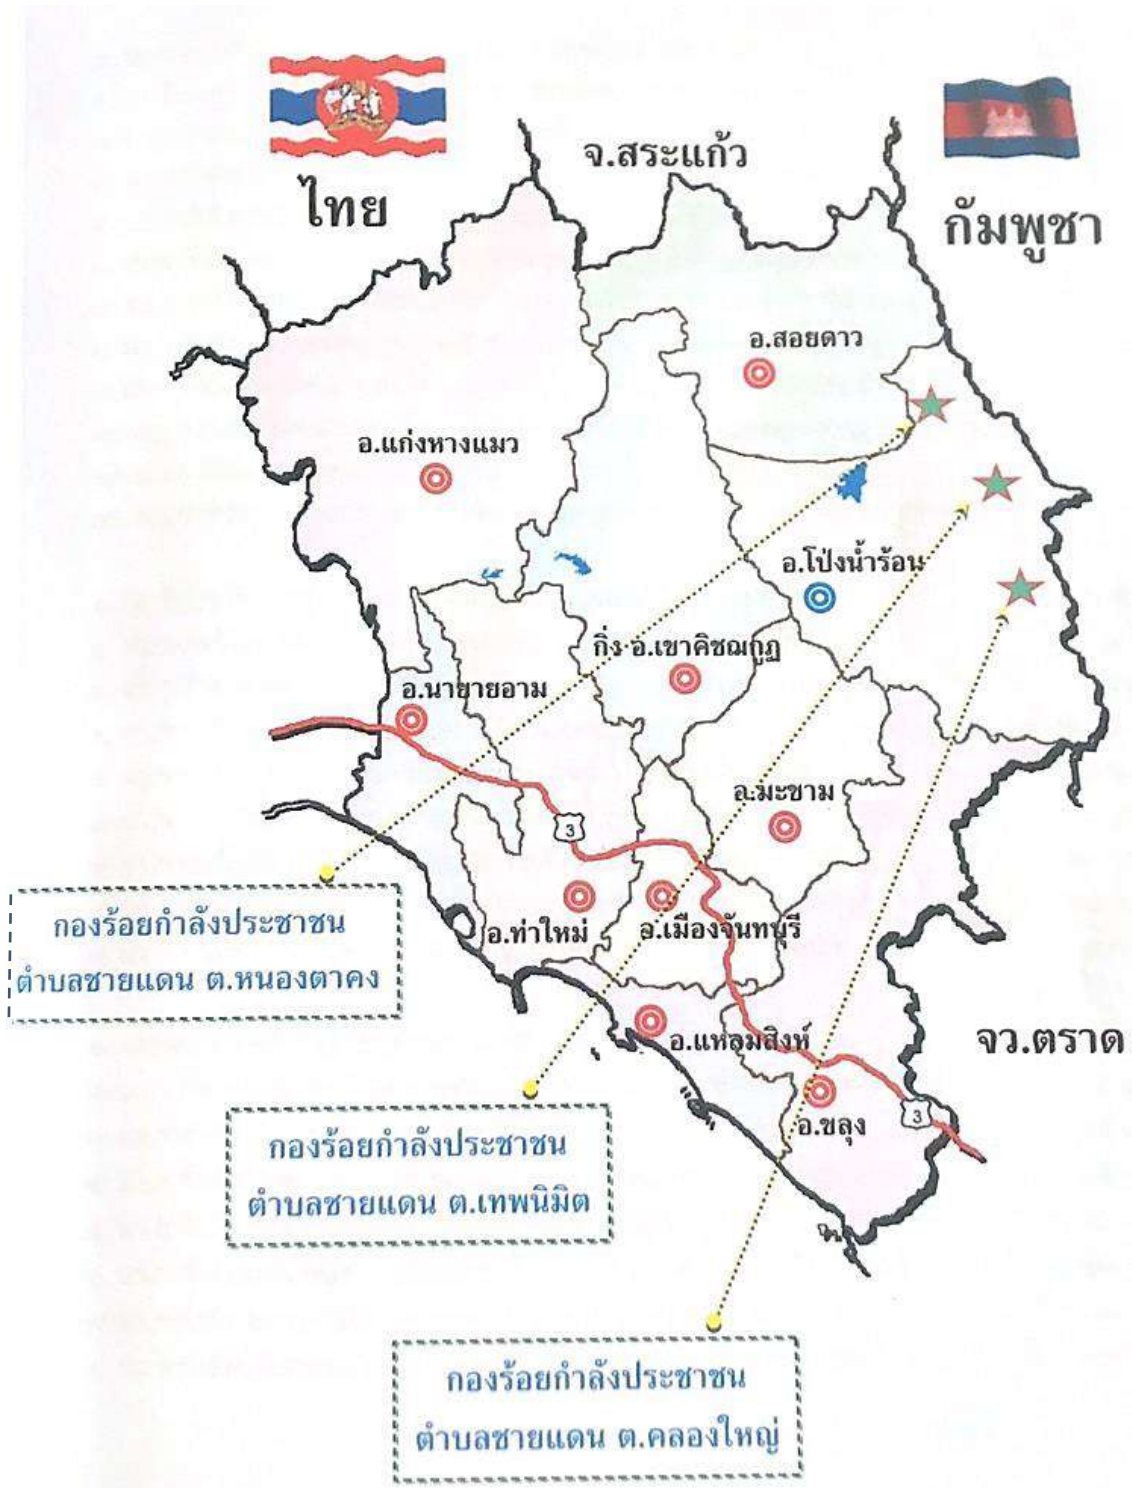 จ.สระแก้ว
ไทย
กัมพูชา
อ.สอยดาว
อ.แก่งหางแมว
อ.โป่งน้ำร้อน
กิ่ง อ.เขาคิชฌกูฏ
อ.นายายอาม
อ.มะขาม
3
กองร้อยกำลังประชาชน
ตำบลชายแดน ต.หนองตาคง
อ.ท่าใหม่
อ.เมืองจันทบุรี
อ.แหลมสิงห์
จว.ตราด
3
อ.ขลุง
กองร้อยกำลังประชาชน
ตำบลชายแดน ต.เทพนิมิต
กองร้อยกำลังประชาชน
ตำบลชายแดน ต.คลองใหญ่